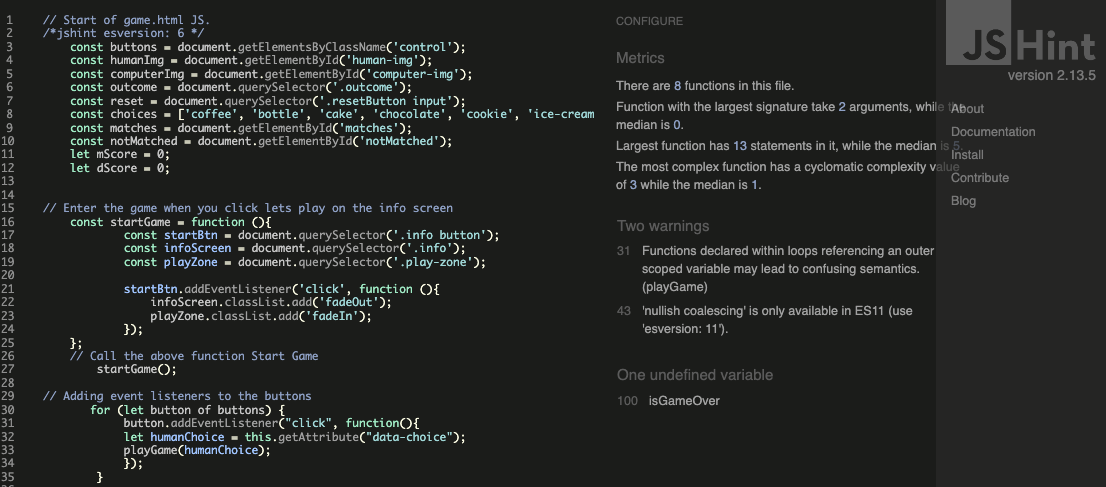 1 // Start of game.html JS.
2 /*jshint esversion: 6 */
3 const buttons = document.getElementsByClassName('control');
4 const humanImg = document.getElementById('human-img');
5 const computerImg = document.getElementById('computer-img');
6 const outcome = document.querySelector('.outcome');
7 const reset = document.querySelector('.resetButton input');
8 const choices = ['coffee', 'bottle', 'cake', 'chocolate', 'cookie', 'ice-cream
9 const matches = document.getElementById('matches');
10 const notMatched = document.getElementById('notMatched');
11 let mScore = 0;
12 let dScore = 0;
13
14
15 // Enter the game when you click lets play on the info screen
16 const startGame = function (){
17 const startBtn = document.querySelector('.info button');
18 const infoScreen = document.querySelector('.info');
19 const playZone = document.querySelector('.play-zone');
20
21 startBtn.addEventListener('click', function (){
22 infoScreen.classList.add('fadeOut');
23 playZone.classList.add('fadeIn');
24 });
25 };
26 // Call the above function Start Game
27 startGame();
28
29 // Adding event listeners to the buttons
30 for (let button of buttons) {
31 button.addEventListener("click", function(){
32 let humanChoice = this.getAttribute("data-choice");
33 playGame(humanChoice);
34 });
35 }
CONFIGURE
Metrics
There are 8 functions in this file.
Function with the largest signature take 2 arguments, while the
median is 0.
Largest function has 13 statements in it, while the median is 5.
The most complex function has a cyclomatic complexity value
of 3 while the median is 1.
Two warnings
31 Functions declared within loops referencing an outer
scoped variable may lead to confusing semantics.
(playGame)
43 'nullish coalescing' is only available in ES11 (use
'esversion: 11').
One undefined variable
100 isGameOver
JSHint
version 2.13.5
About
Documentation
Install
Contribute
Blog